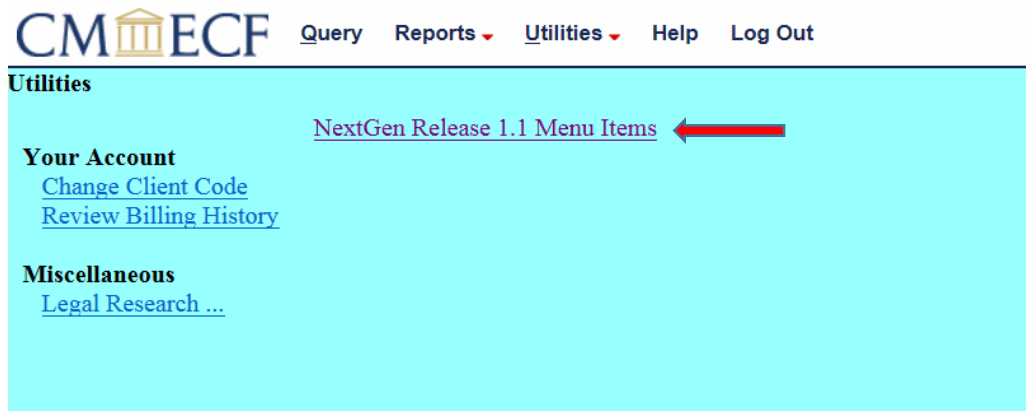 CM ECF Query Reports Utilities Help Log Out
Utilities
NextGen Release 1.1 Menu Items
Your Account
Change Client Code
Review Billing History
Miscellaneous
Legal Research ...